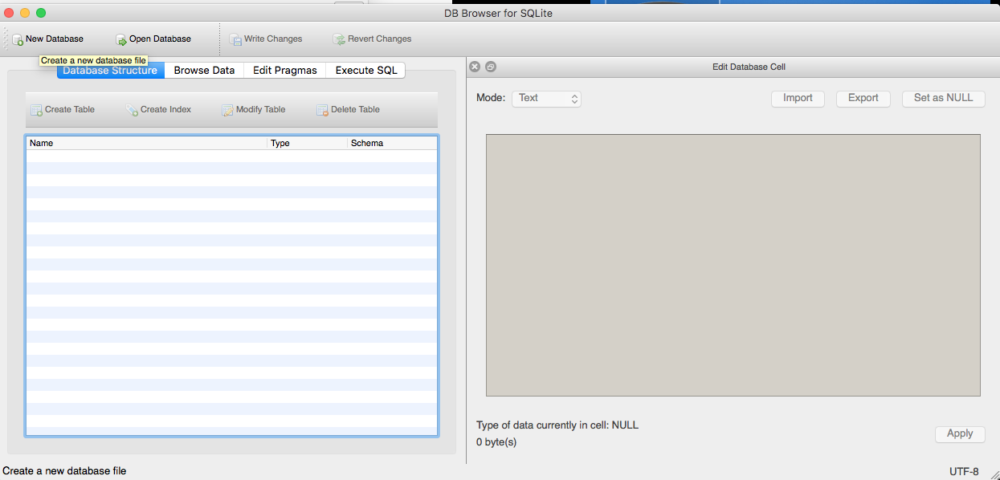 DB Browser for SQLite
New Database Open Database Write Changes Revert Changes
Create a new database file
Database Structure Browse Data Edit Pragmas Execute SQL
Edit Database Cell
Create Table Create Index Modify Table Delete Table
Mode: Text Import Export Set as NULL
Name Type Schema
Type of data currently in cell: NULL
0 byte(s)
Apply
Create a new database file
UTF-8